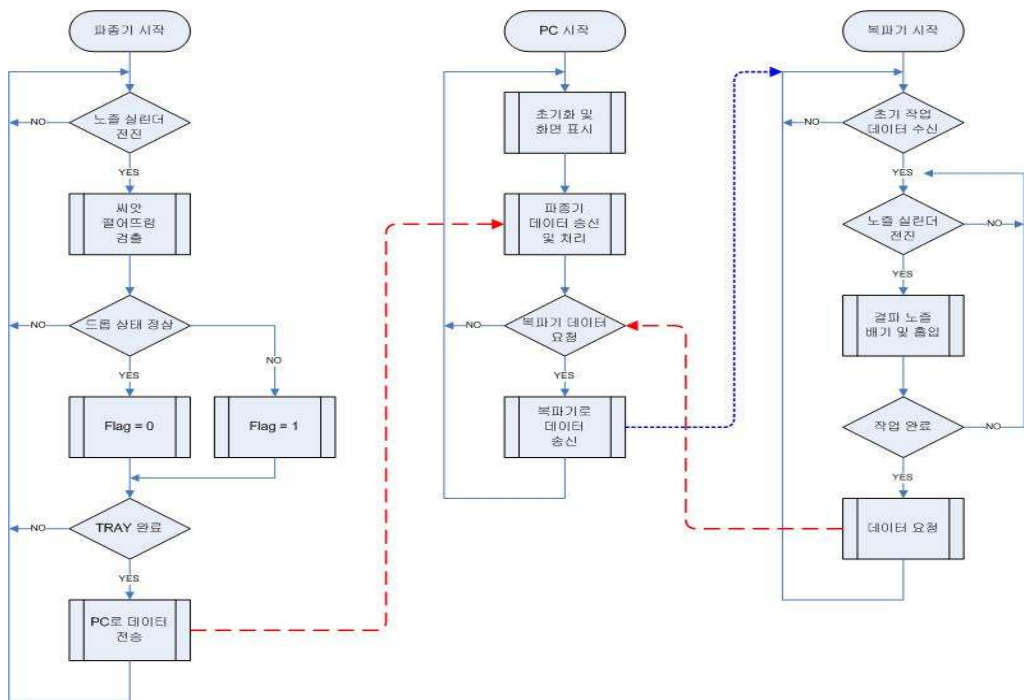 파종기 시작
노즐 실린더
전진
NO
YES
씨앗
떨어뜨림
검출
드롭 상태 정상
NO
YES
NO
Flag = 0
Flag = 1
TRAY 완료
NO
YES
PC로 데이터
전송
PC 시작
초기화 및
화면 표시
파종기
데이터 송신
및 처리
복파기 데이터
요청
NO
YES
복파기로
데이터
송신
복파기 시작
초기 작업
데이터 수신
NO
YES
노즐 실린더
전진
NO
YES
결파 노즐
배기 및 흡입
작업 완료
NO
YES
데이터 요청